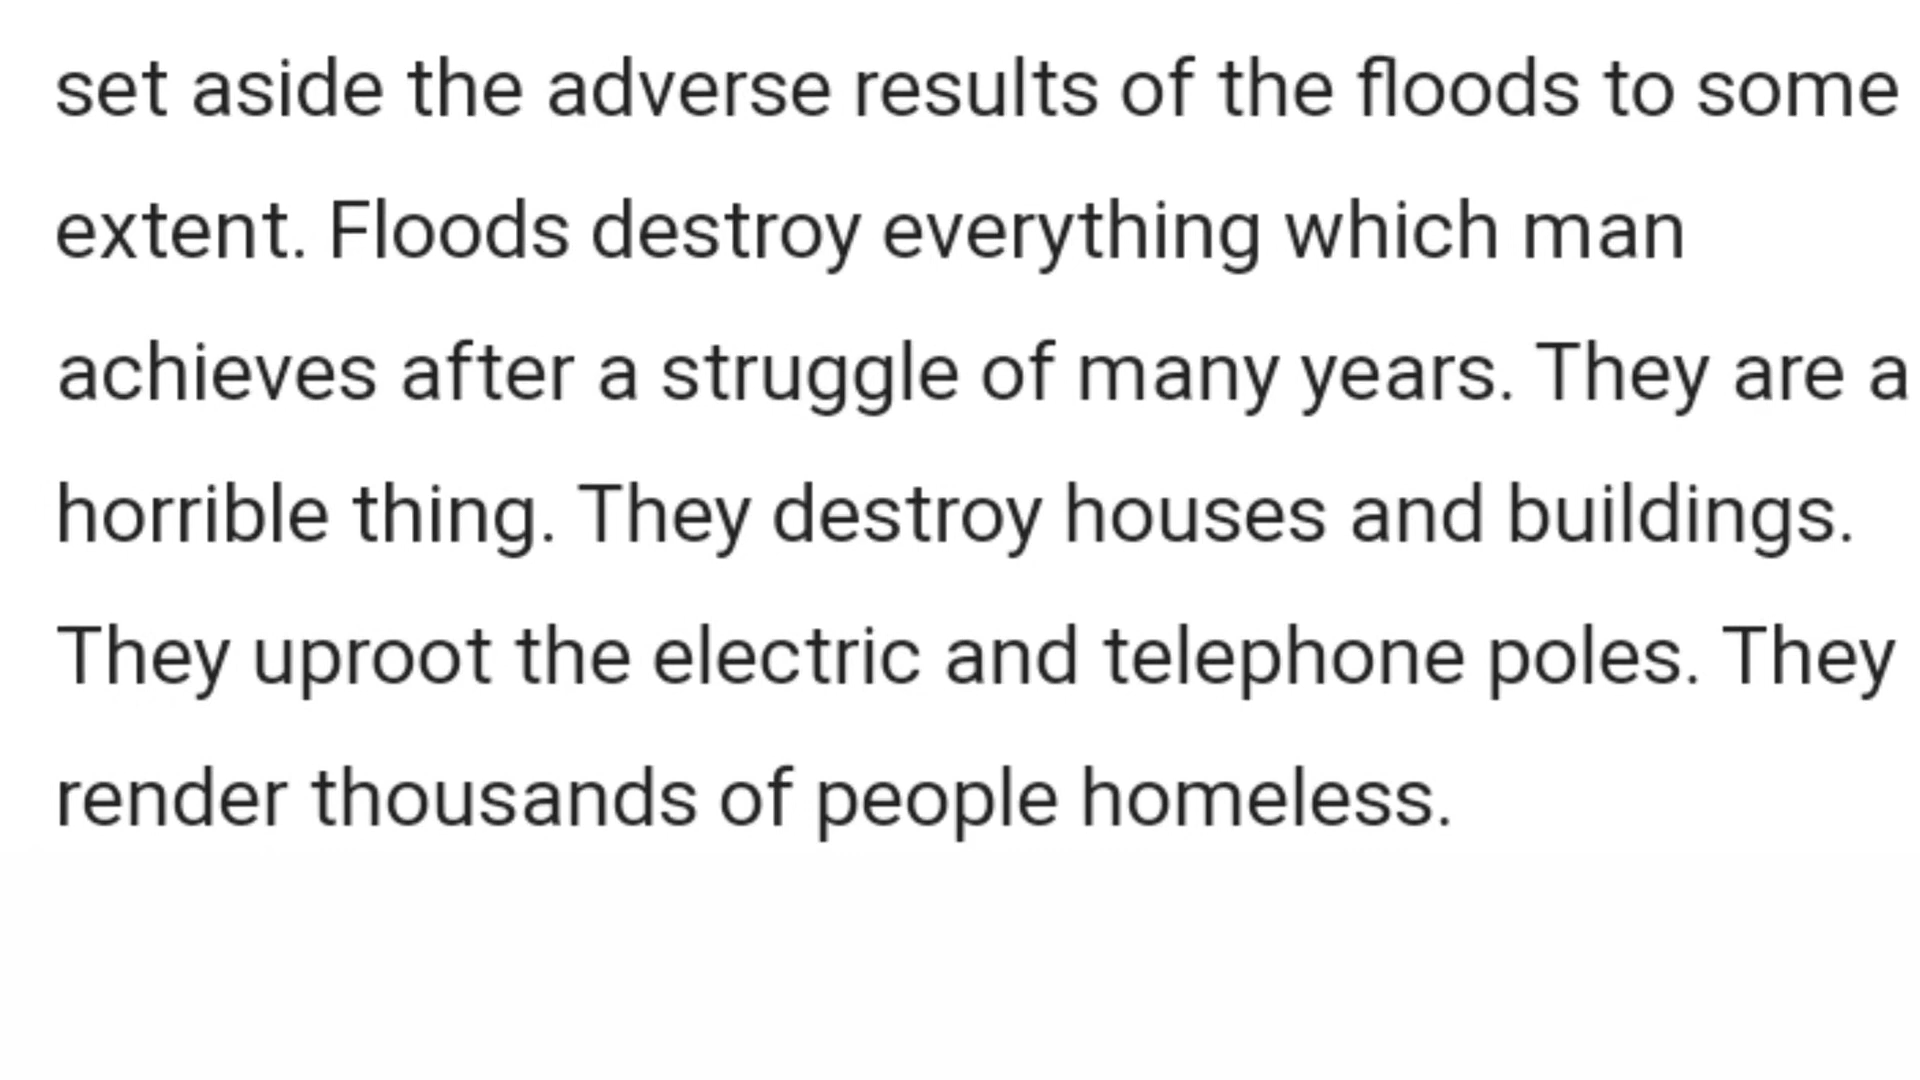 set aside the adverse results of the floods to some
extent. Floods destroy everything which man
achieves after a struggle of many years. They are a
horrible thing. They destroy houses and buildings.
They uproot the electric and telephone poles. They
render thousands of people homeless.